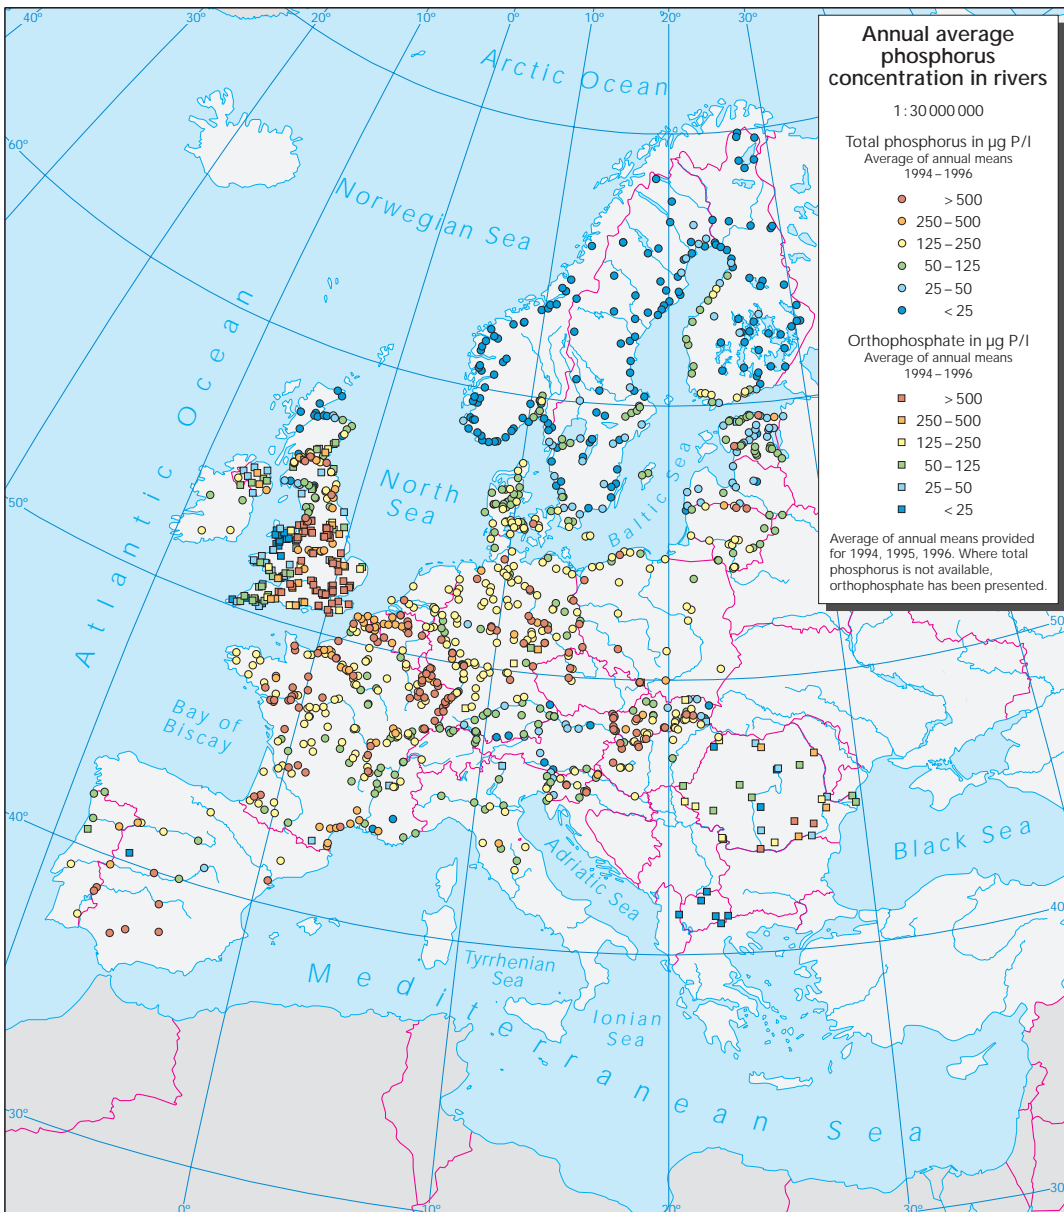 40°
30°
20°
10°
0°
10°
20°
30°
Annual average
phosphorus
concentration in rivers
1 : 30 000 000
Total phosphorus in µg P/l
Average of annual means
1994 – 1996
> 500
250 – 500
125 – 250
50 – 125
25 – 50
< 25
Orthophosphate in µg P/l
Average of annual means
1994 – 1996
> 500
250 – 500
125 – 250
50 – 125
25 – 50
< 25
Average of annual means provided
for 1994, 1995, 1996. Where total
phosphorus is not available,
orthophosphate has been presented.
Arctic Ocean
Norwegian Sea
Atlantic Ocean
North
Sea
Baltic Sea
Bay of
Biscay
Adriatic Sea
Black Sea
Tyrrhenian
Sea
Ionian
Sea
Mediterranean Sea
60°
50°
40°
30°
50
40
30
0°
10°
20°
30°